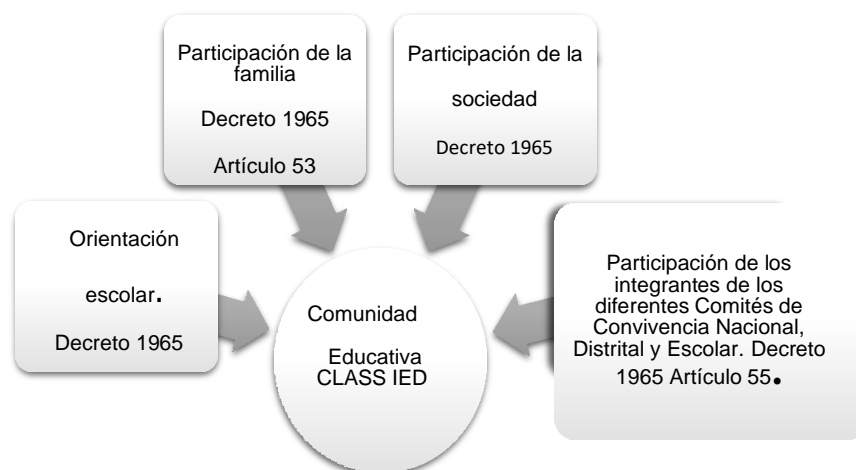 Participación de la
familia
Decreto 1965
Artículo 53
Participación de la
sociedad
Decreto 1965
Orientación
escolar.
Decreto 1965
Comunidad
Educativa
CLASS IED
Participación de los
integrantes de los
diferentes Comités de
Convivencia Nacional,
Distrital y Escolar. Decreto
1965 Artículo 55.